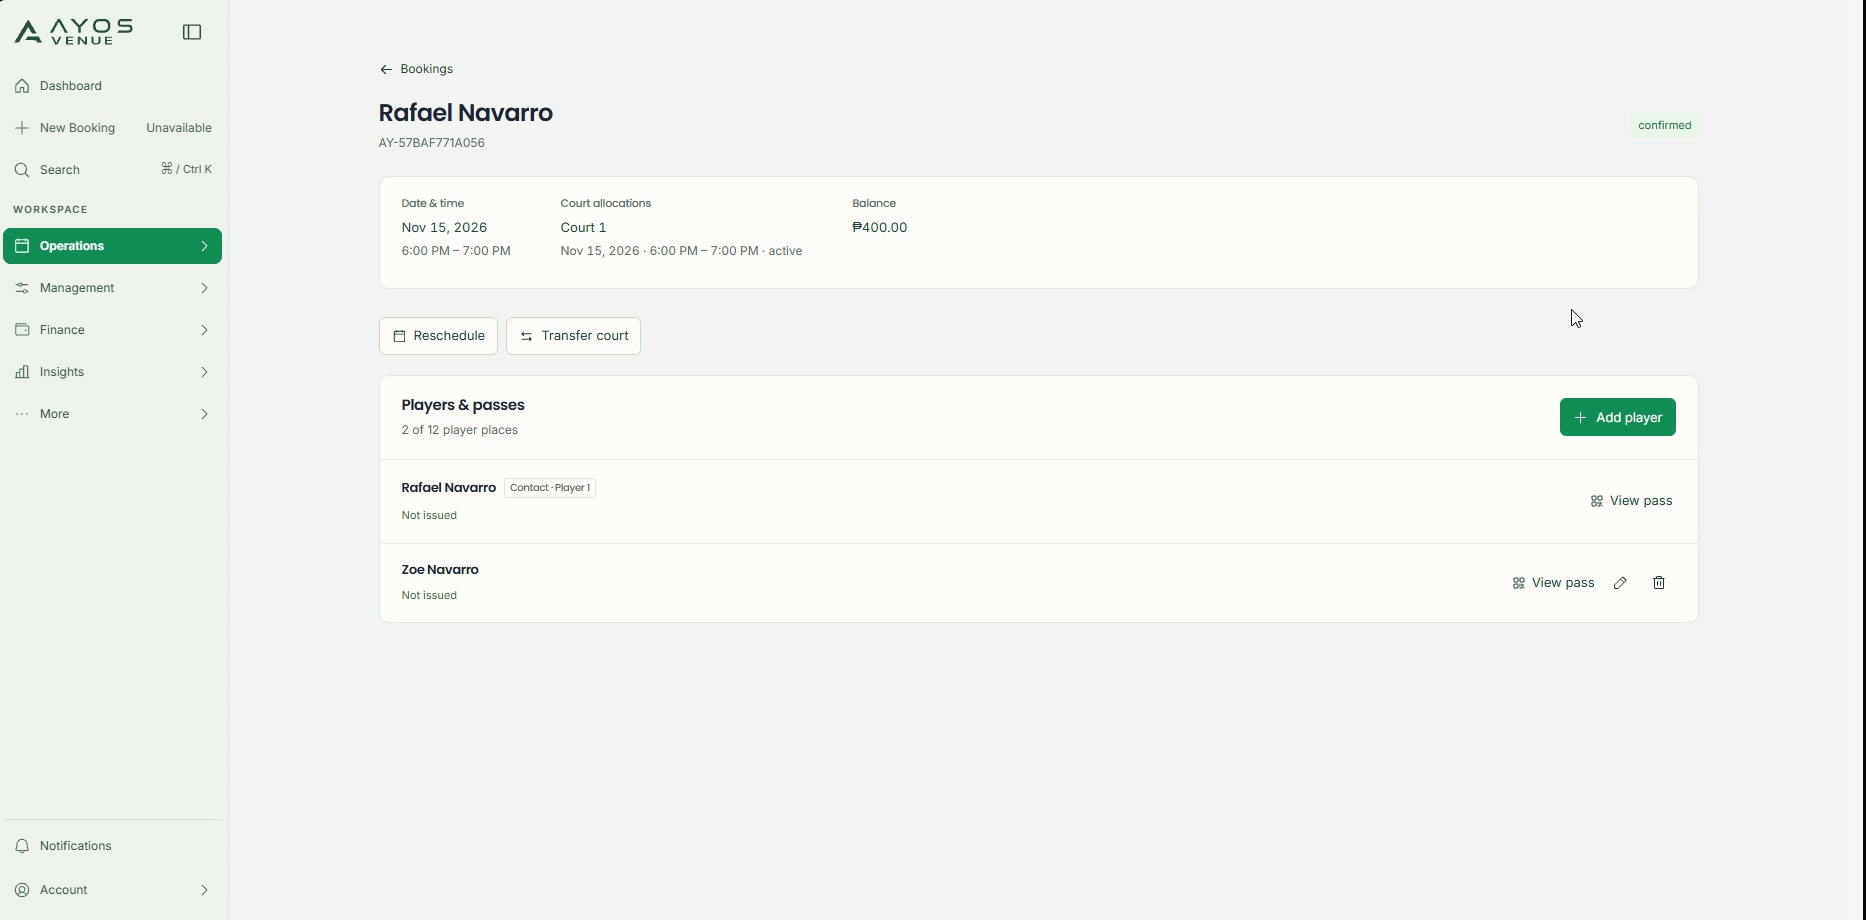 AYOS
VENUE
Dashboard
New Booking Unavailable
Search ⌘ / Ctrl K
WORKSPACE
Operations
Management
Finance
Insights
More
Notifications
Account
Bookings
Rafael Navarro
AY-57BAF771A056
confirmed
Date & time
Nov 15, 2026
6:00 PM – 7:00 PM
Court allocations
Court 1
Nov 15, 2026 · 6:00 PM – 7:00 PM · active
Balance
₱400.00
Reschedule
Transfer court
Players & passes
2 of 12 player places
Add player
Rafael Navarro Contact · Player 1
Not issued
View pass
Zoe Navarro
Not issued
View pass